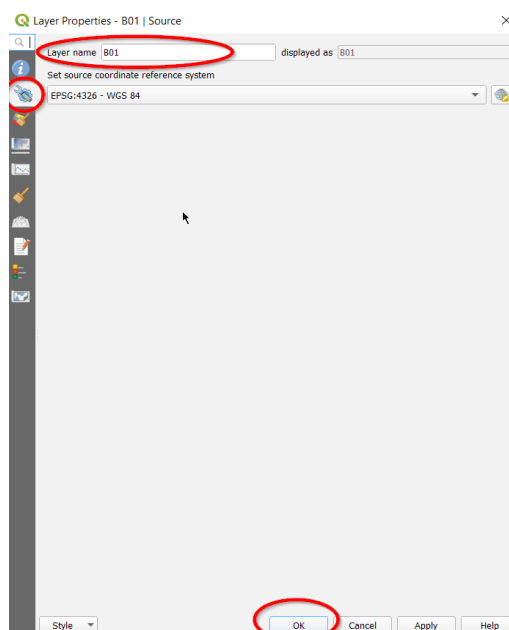 Layer Properties - B01 | Source
Layer name B01 displayed as B01
Set source coordinate reference system
EPSG:4326 - WGS 84
Style OK Cancel Apply Help